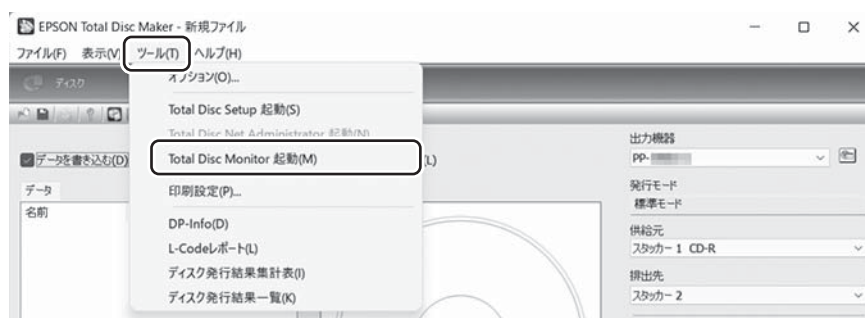 EPSON Total Disc Maker - 新規ファイル
ファイル(F) 表示(V) ツール(T) ヘルプ(H)
ディスク
オプション(O)...
Total Disc Setup 起動(S)
Total Disc Net Administrator 起動(N)
Total Disc Monitor 起動(M)
印刷設定(P)...
DP-Info(D)
L-Codeレポート(L)
ディスク発行結果集計表(I)
ディスク発行結果一覧(K)
データを書き込む(D)
L)
データ
名前
出力機器
PP-
発行モード
標準モード
供給元
スタッカー 1 CD-R
排出先
スタッカー 2